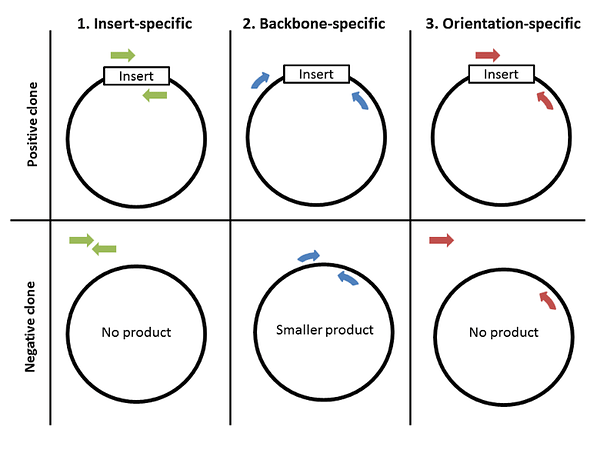 1. Insert-specific
2. Backbone-specific
3. Orientation-specific
Positive clone
Insert
Insert
Insert
Negative clone
No product
Smaller product
No product